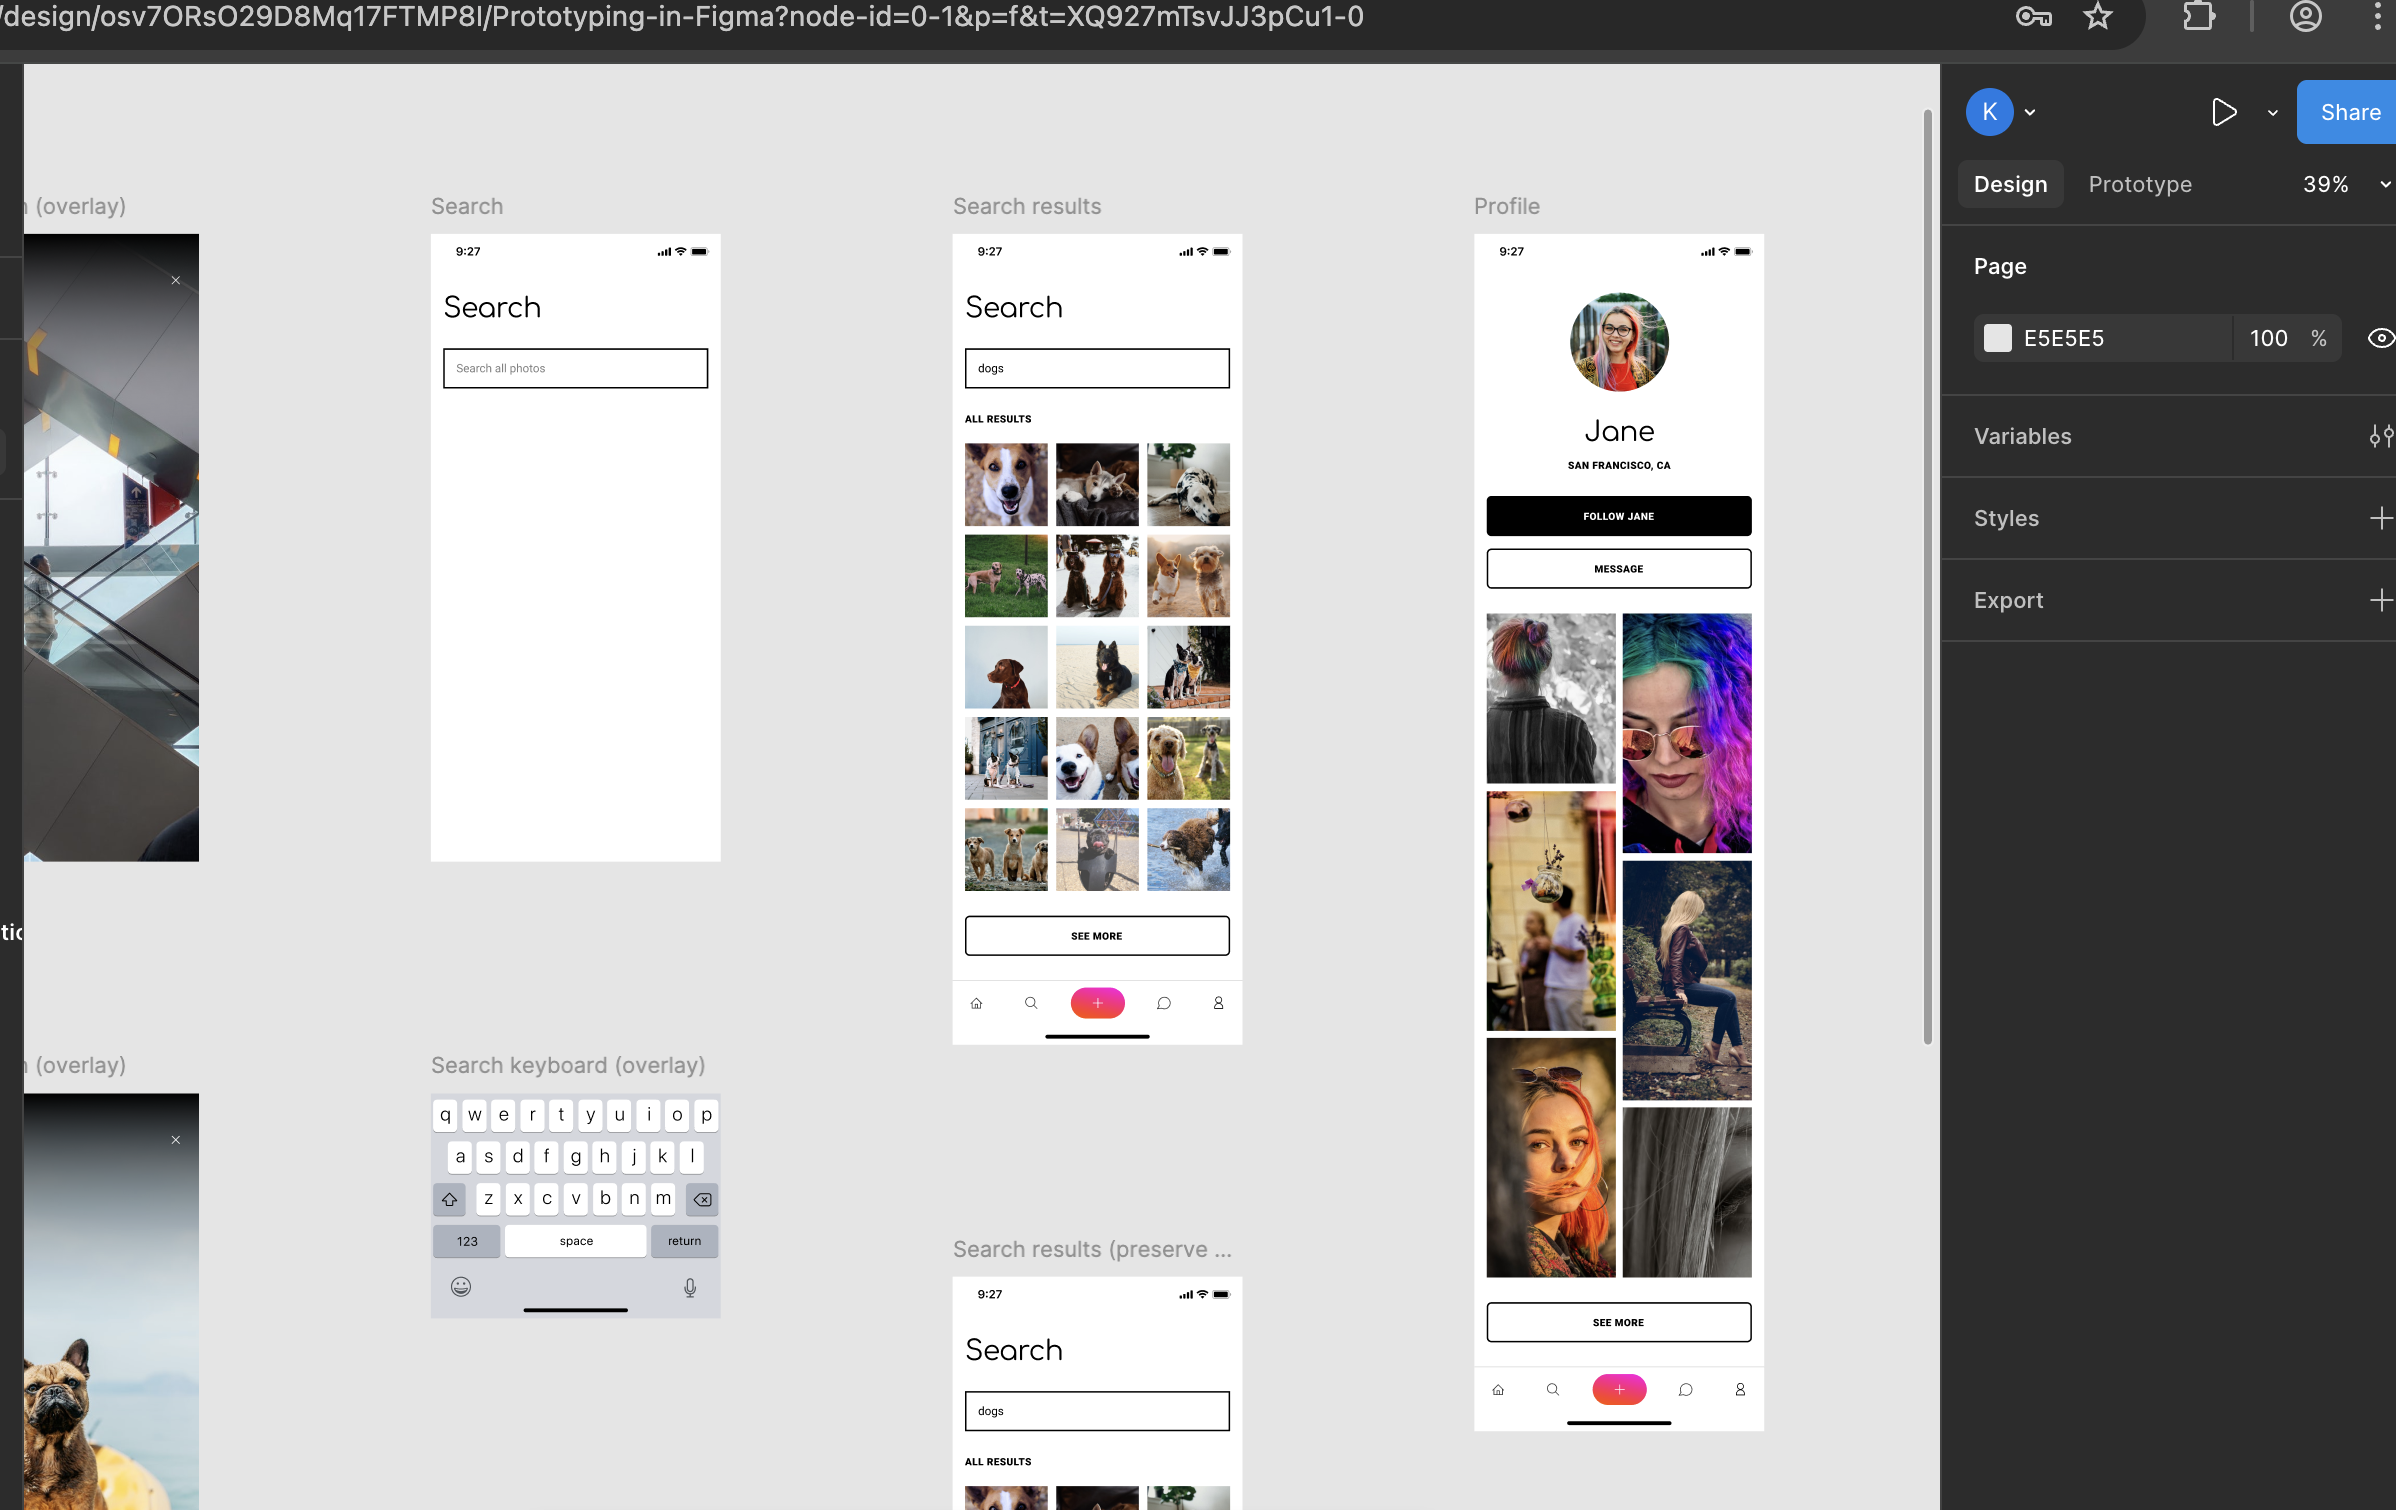 /design/osv7ORsO29D8Mq17FTMP8I/Prototyping-in-Figma?node-id=0-1&p=f&t=XQ927mTsvJJ3pCu1-0
K
Share
Design
Prototype
39%
Page
E5E5E5
100
%
Variables
Styles
Export
(overlay)
Search
9:27
Search
Search all photos
Search results
9:27
Search
dogs
ALL RESULTS
SEE MORE
Profile
9:27
Jane
SAN FRANCISCO, CA
FOLLOW JANE
MESSAGE
SEE MORE
(overlay)
Search keyboard (overlay)
q w e r t y u i o p
a s d f g h j k l
z x c v b n m
123
space
return
Search results (preserve ...
9:27
Search
dogs
ALL RESULTS